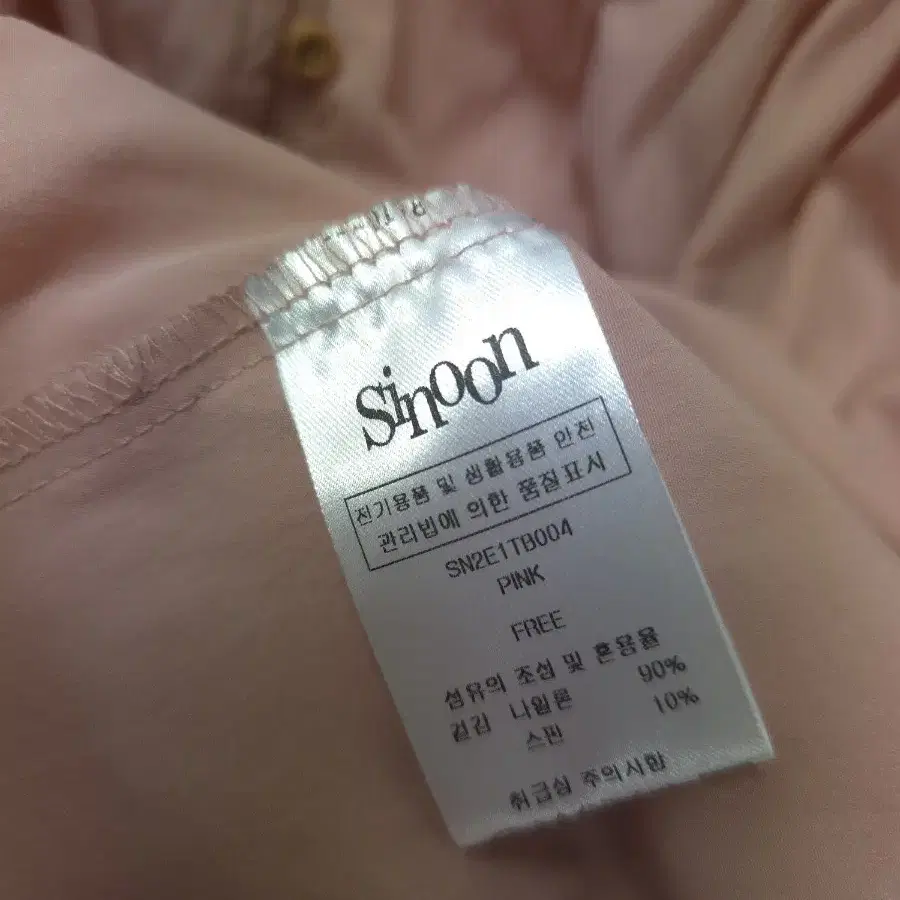 Sinoon
전기용품 및 생활용품 안전
관리법에 의한 품질표시
SN2E1TB004
PINK
FREE
섬유의 조성 및 혼용율
겉감 나일론 90%
스판 10%
취급상 주의사항